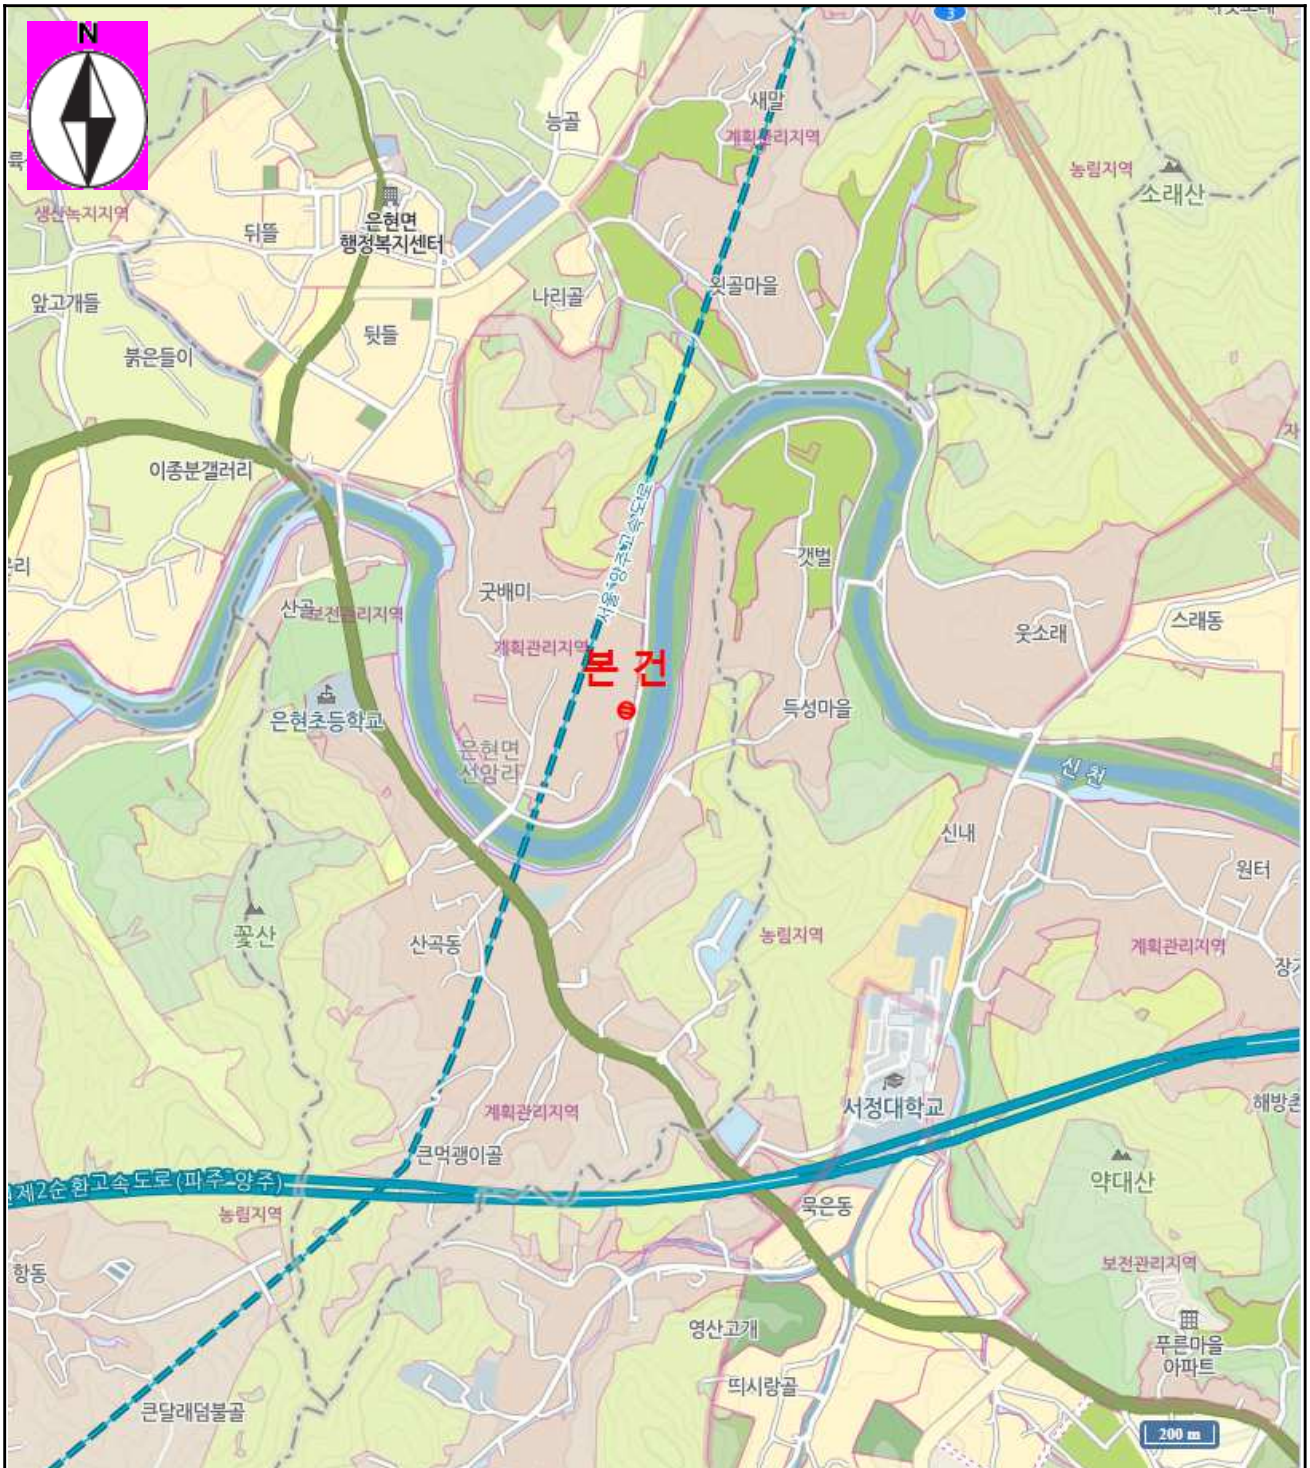 N
3
새말
능골
계획관리지역
농림지역
소래산
생산녹지지역
은현면
행정복지센터
뒤뜰
나리골
윗골마을
앞고개들
뒷들
붉은들이
이종분갤러리
갯벌
굿배미
산골
보전관리지역
스래동
웃소래
계획관리지역
본 건
은현초등학교
득성마을
은현면
선암리
신천
신내
원터
꽃산
산곡동
농림지역
계획관리지역
서정대학교
계획관리지역
큰먹괭이골
약대산
제2순환고속도로(파주-양주)
농림지역
묵은동
항동
보전관리지역
영산고개
푸른마을
아파트
띠시랑골
큰달래덤불골
200 m